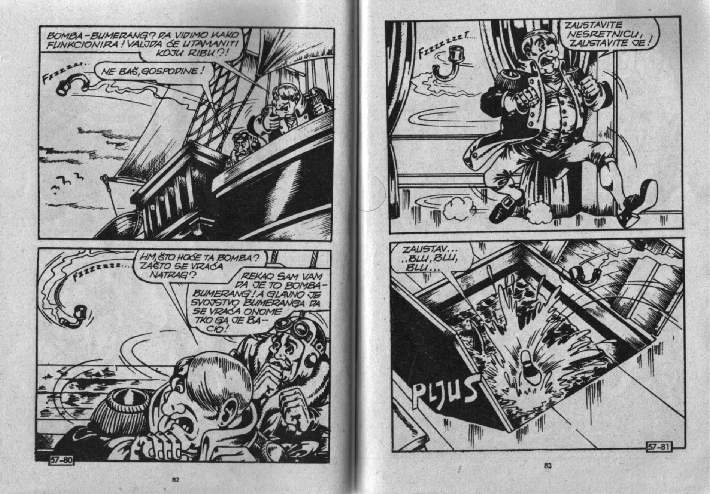 BOMBA-BUMERANG? DA VIDIMO KAKO
FUNKCIONIRA! VALJDA ĆE UTAMANITI
KOJU RIBU?!
Fzzzzz...
NE BAŠ, GOSPODINE!
HM, ŠTO HOĆE TA BOMBA?
ZAŠTO SE VRAĆA
NATRAG?
Fzzzzzzz...
REKAO SAM VAM
DA JE TO BOMBA-
BUMERANG! A GLAVNO JE
SVOJSTVO BUMERANGA DA
SE VRAĆA ONOME
TKO GA JE BA-
CIO!
57-80
82
ZAUSTAVITE
NESRETNICU,
ZAUSTAVITE JE!
Fzzzzzz...
ZAUSTAV...
..BLU, BLU,
BLU...
PLJUS
57-81
83